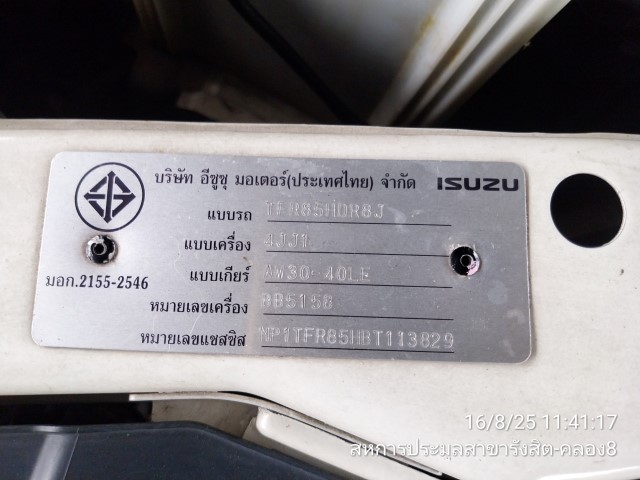 บริษัท อีซูซุ มอเตอร์(ประเทศไทย) จำกัด ISUZU
แบบรถ TFR85HDR8J
แบบเครื่อง 4JJ1
แบบเกียร์ AW30-40LE
มอก.2155-2546
หมายเลขเครื่อง BB5156
หมายเลขแชสซิส MP1TFR85HBT113829
16/8/25 11:41:17
สหการประมูลสาขารังสิต-คลอง8